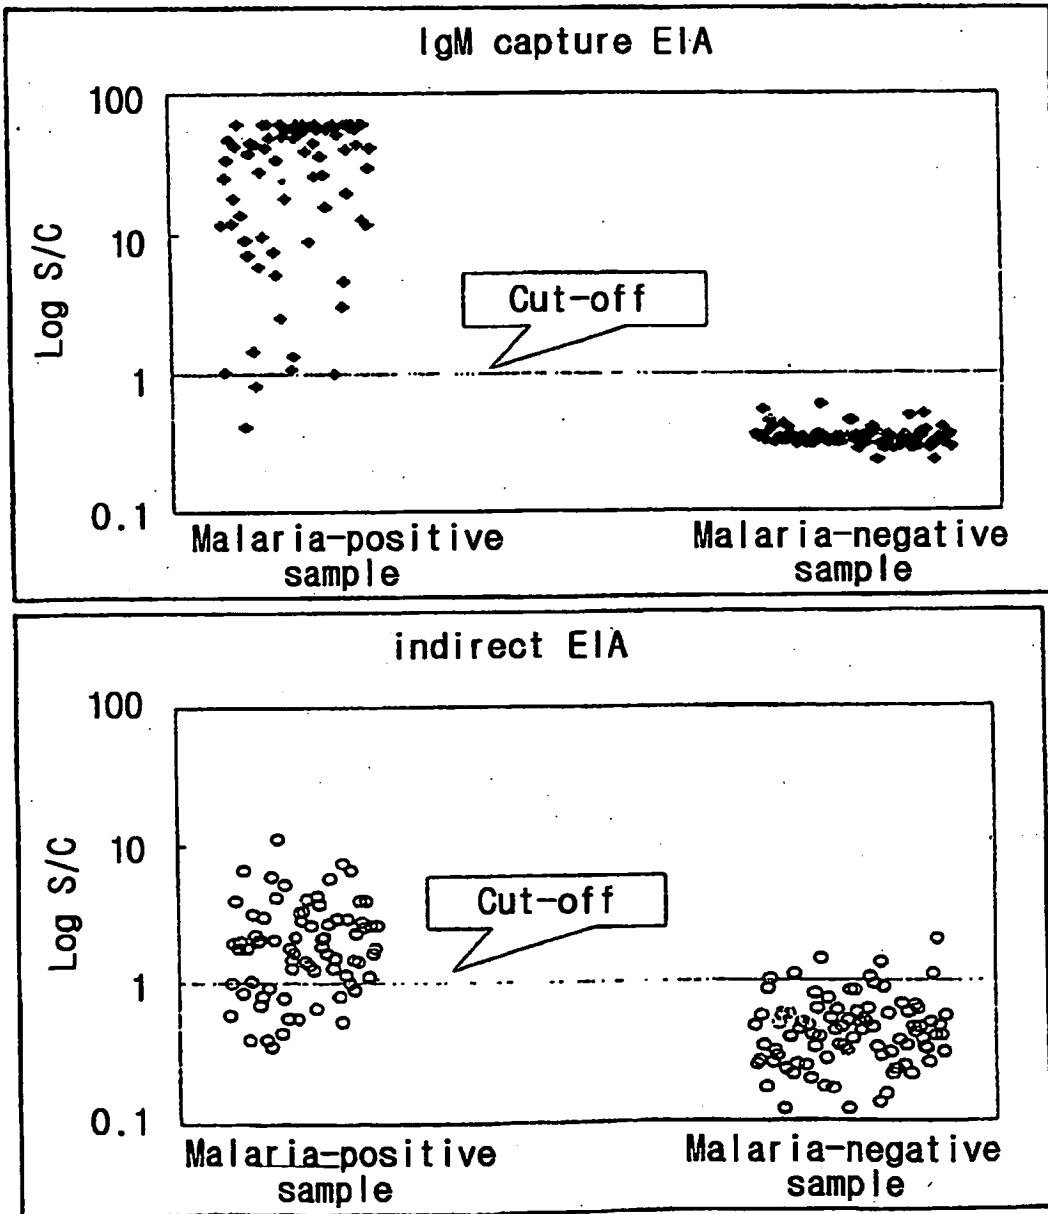 IgM capture EIA
100
10
1
0.1
Log S/C
Cut-off
Malaria-positive
sample
Malaria-negative
sample
indirect EIA
100
10
1
0.1
Log S/C
Cut-off
Malaria-positive
sample
Malaria-negative
sample